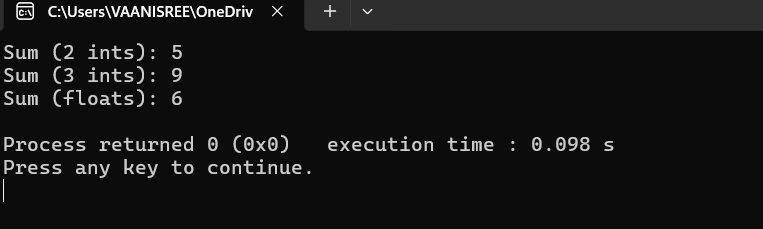 C:\Users\VAANISREE\OneDriv
Sum (2 ints): 5
Sum (3 ints): 9
Sum (floats): 6
Process returned 0 (0x0)   execution time : 0.098 s
Press any key to continue.